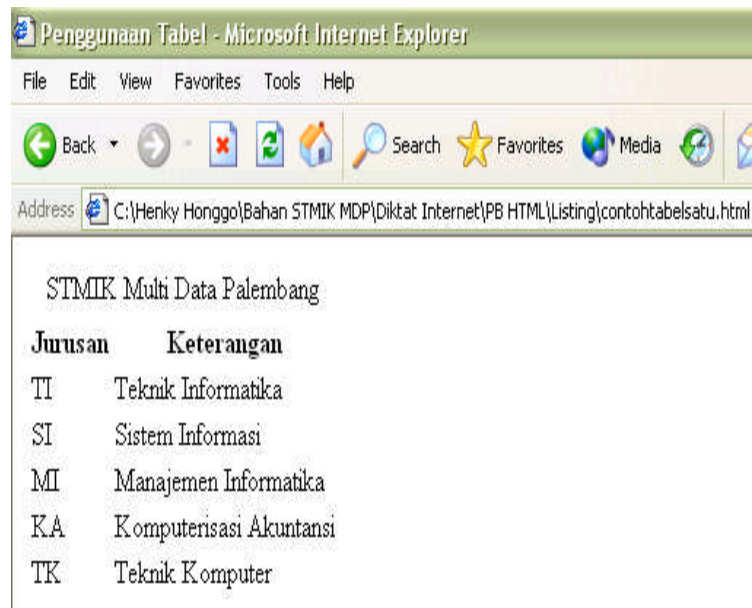 Penggunaan Tabel - Microsoft Internet Explorer
File Edit View Favorites Tools Help
Back Search Favorites Media
Address C:\Henky Honggo\Bahan STMIK MDP\Diktat Internet\PB HTML\Listing\contohtabelsatu.html
STMIK Multi Data Palembang
Jurusan Keterangan
TI Teknik Informatika
SI Sistem Informasi
MI Manajemen Informatika
KA Komputerisasi Akuntansi
TK Teknik Komputer